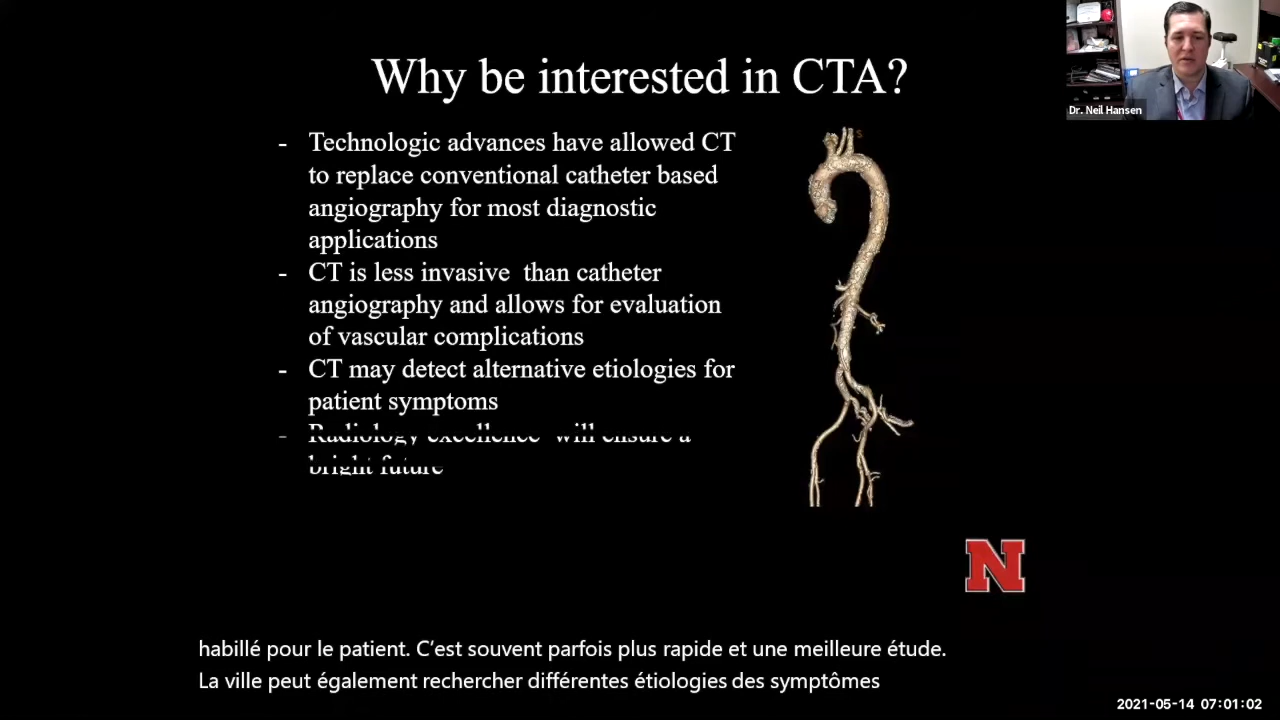 Why be interested in CTA?
- Technologic advances have allowed CT
to replace conventional catheter based
angiography for most diagnostic
applications
- CT is less invasive than catheter
angiography and allows for evaluation
of vascular complications
- CT may detect alternative etiologies for
patient symptoms
- Radiology excellence will ensure a
bright future
S
Dr. Neil Hansen
N
habillé pour le patient. C'est souvent parfois plus rapide et une meilleure étude.
La ville peut également rechercher différentes étiologies des symptômes
2021-05-14 07:01:02